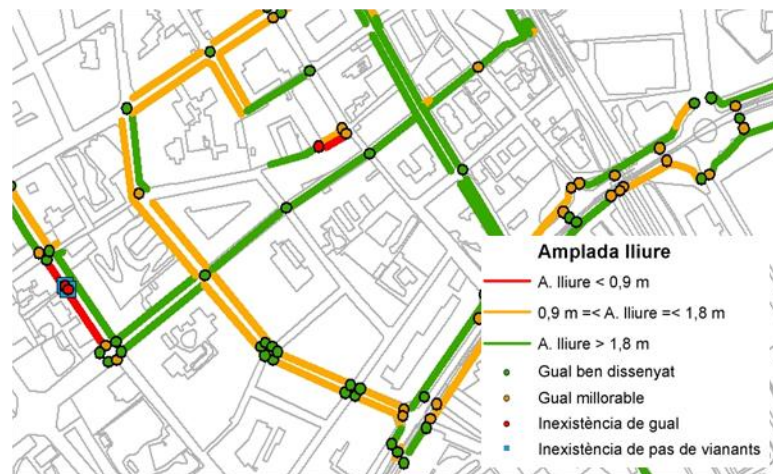 Amplada lliure
A. lliure < 0,9 m
0,9 m =< A. lliure =< 1,8 m
A. lliure > 1,8 m
Gual ben dissenyat
Gual millorable
Inexistència de gual
Inexistència de pas de vianants